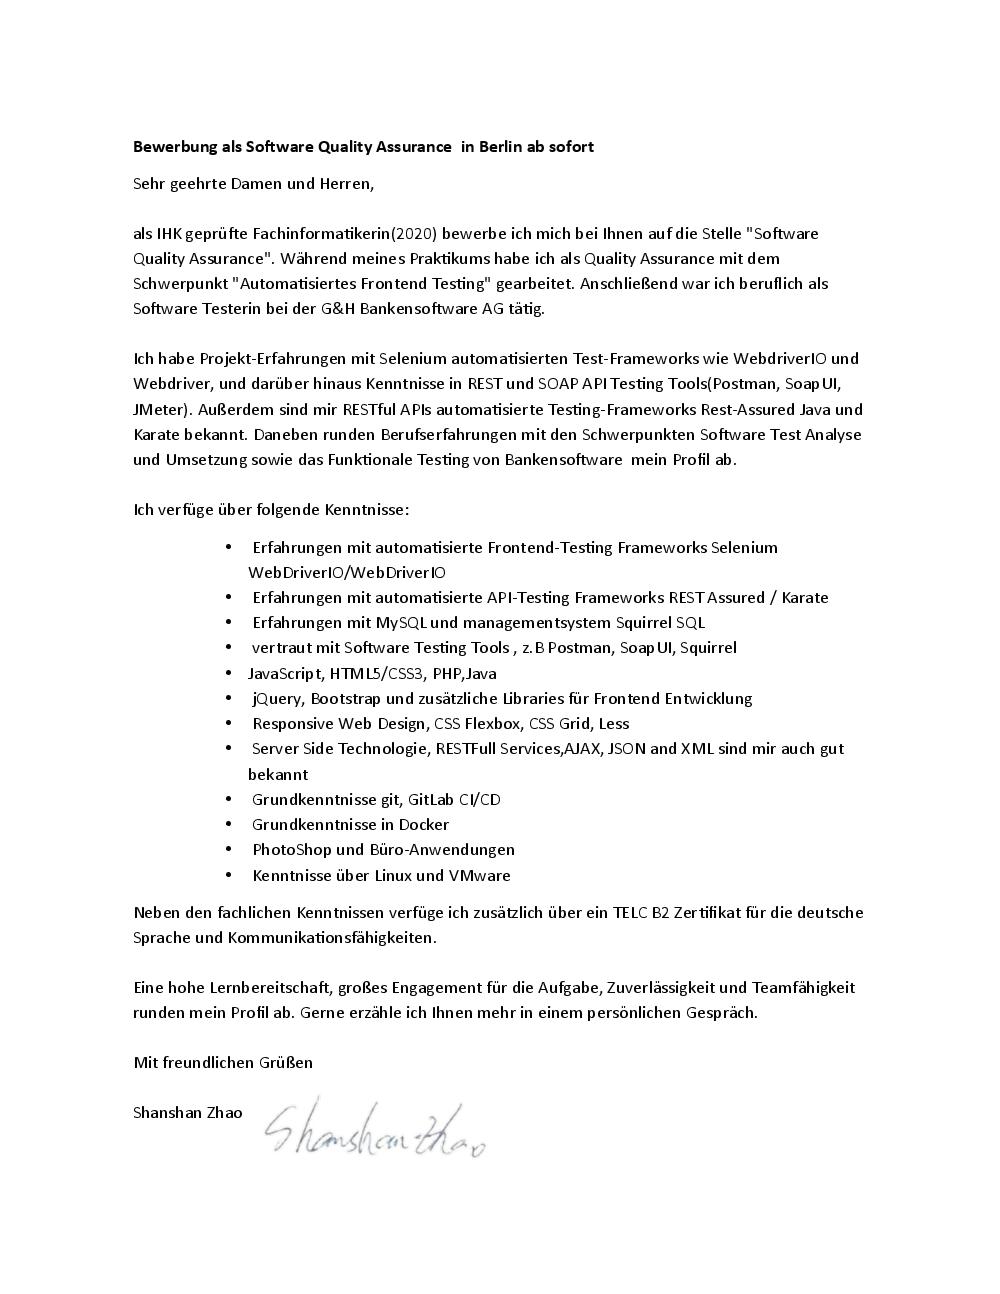 Bewerbung als Software Quality Assurance  in Berlin ab sofort
Sehr geehrte Damen und Herren,
als IHK geprüfte Fachinformatikerin(2020) bewerbe ich mich bei Ihnen auf die Stelle "Software
Quality Assurance". Während meines Praktikums habe ich als Quality Assurance mit dem
Schwerpunkt "Automatisiertes Frontend Testing" gearbeitet. Anschließend war ich beruflich als
Software Testerin bei der G&H Bankensoftware AG tätig.
Ich habe Projekt-Erfahrungen mit Selenium automatisierten Test-Frameworks wie WebdriverIO und
Webdriver, und darüber hinaus Kenntnisse in REST und SOAP API Testing Tools(Postman, SoapUI,
JMeter). Außerdem sind mir RESTful APIs automatisierte Testing-Frameworks Rest-Assured Java und
Karate bekannt. Daneben runden Berufserfahrungen mit den Schwerpunkten Software Test Analyse
und Umsetzung sowie das Funktionale Testing von Bankensoftware  mein Profil ab.
Ich verfüge über folgende Kenntnisse:
• Erfahrungen mit automatisierte Frontend-Testing Frameworks Selenium
WebDriverIO/WebDriverIO
• Erfahrungen mit automatisierte API-Testing Frameworks REST Assured / Karate
• Erfahrungen mit MySQL und managementsystem Squirrel SQL
• vertraut mit Software Testing Tools , z.B Postman, SoapUI, Squirrel
• JavaScript, HTML5/CSS3, PHP,Java
• jQuery, Bootstrap und zusätzliche Libraries für Frontend Entwicklung
• Responsive Web Design, CSS Flexbox, CSS Grid, Less
• Server Side Technologie, RESTFull Services,AJAX, JSON and XML sind mir auch gut
bekannt
• Grundkenntnisse git, GitLab CI/CD
• Grundkenntnisse in Docker
• PhotoShop und Büro-Anwendungen
• Kenntnisse über Linux und VMware
Neben den fachlichen Kenntnissen verfüge ich zusätzlich über ein TELC B2 Zertifikat für die deutsche
Sprache und Kommunikationsfähigkeiten.
Eine hohe Lernbereitschaft, großes Engagement für die Aufgabe, Zuverlässigkeit und Teamfähigkeit
runden mein Profil ab. Gerne erzähle ich Ihnen mehr in einem persönlichen Gespräch.
Mit freundlichen Grüßen
Shanshan Zhao
Shanshan Zhao